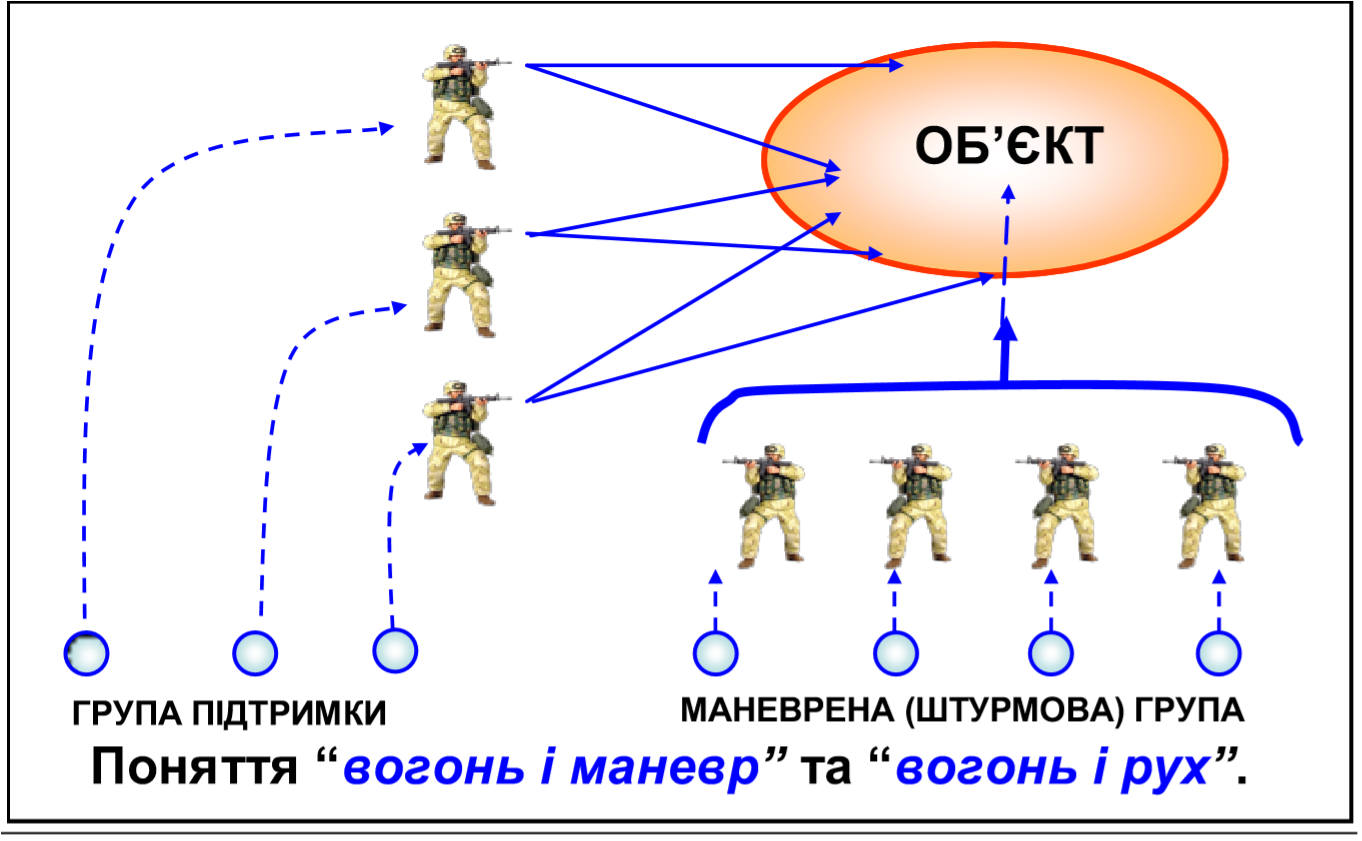 ОБ’ЄКТ
ГРУПА ПІДТРИМКИ
МАНЕВРЕНА (ШТУРМОВА) ГРУПА
Поняття “вогонь і маневр” та “вогонь і рух”.